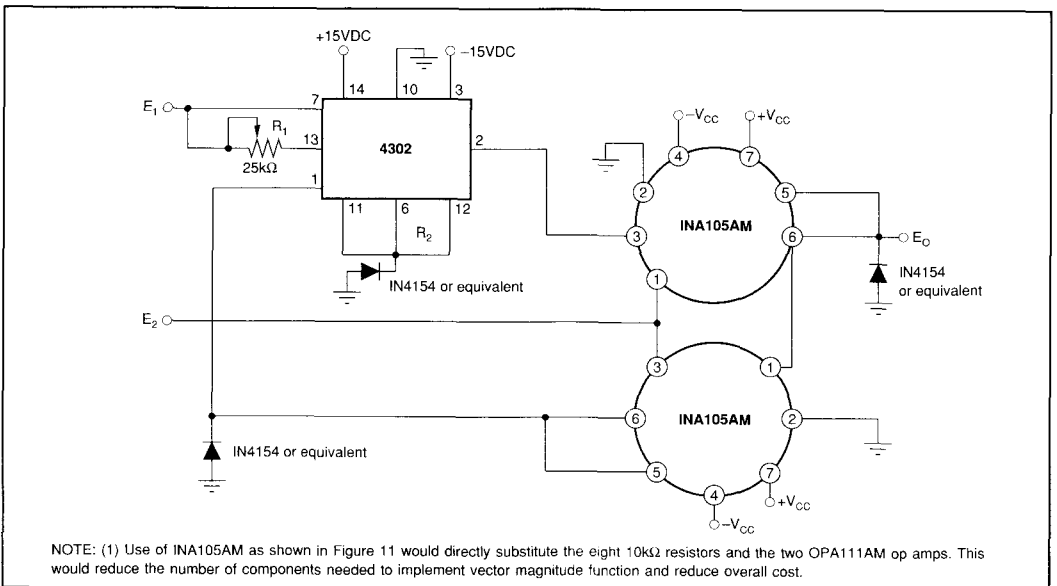 +15VDC
−15VDC
14
10
3
E1
7
R1
13
4302
2
25kΩ
1
11
6
12
R2
IN4154 or equivalent
−VCC
+VCC
4
7
2
5
INA105AM
3
6
EO
1
IN4154
or equivalent
E2
3
1
6
INA105AM
2
IN4154 or equivalent
5
7
4
+VCC
−VCC
NOTE: (1) Use of INA105AM as shown in Figure 11 would directly substitute the eight 10kΩ resistors and the two OPA111AM op amps. This
would reduce the number of components needed to implement vector magnitude function and reduce overall cost.